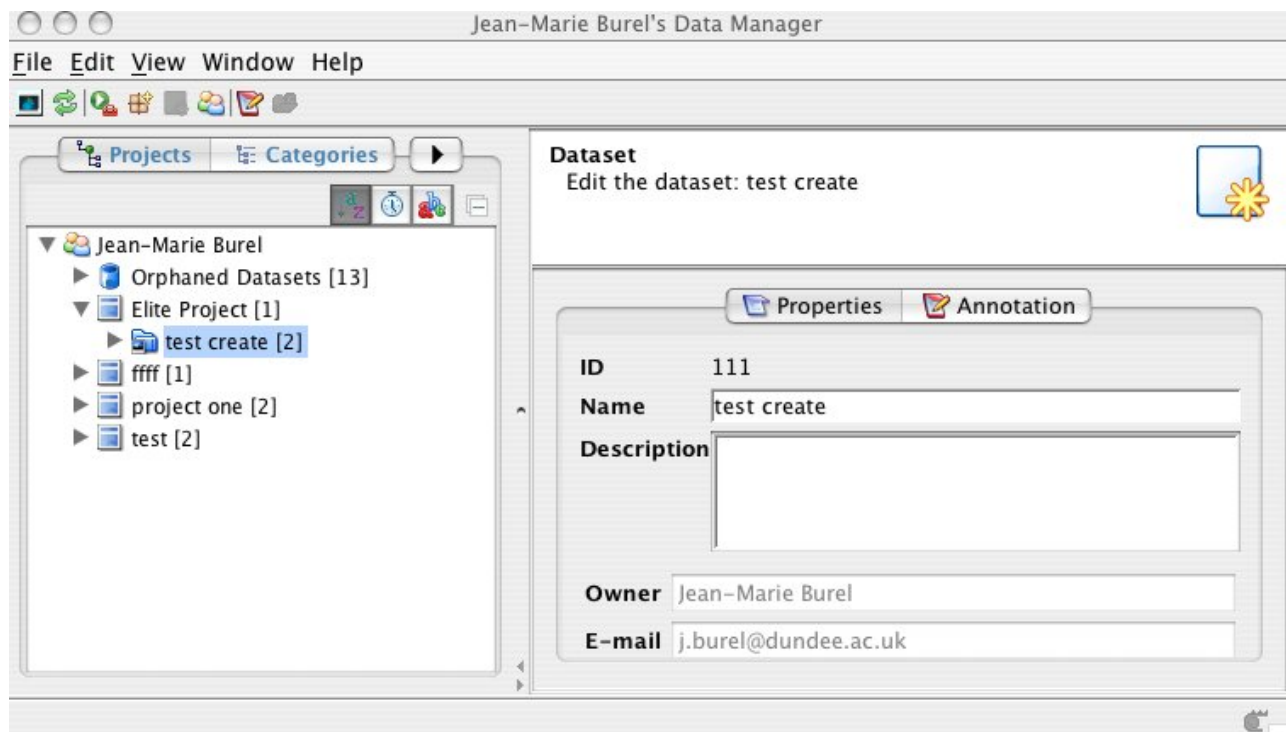 Jean-Marie Burel's Data Manager
File Edit View Window Help
Projects Categories
Jean-Marie Burel
Orphaned Datasets [13]
Elite Project [1]
test create [2]
ffff [1]
project one [2]
test [2]
Dataset
Edit the dataset: test create
Properties Annotation
ID 111
Name test create
Description
Owner Jean-Marie Burel
E-mail j.burel@dundee.ac.uk